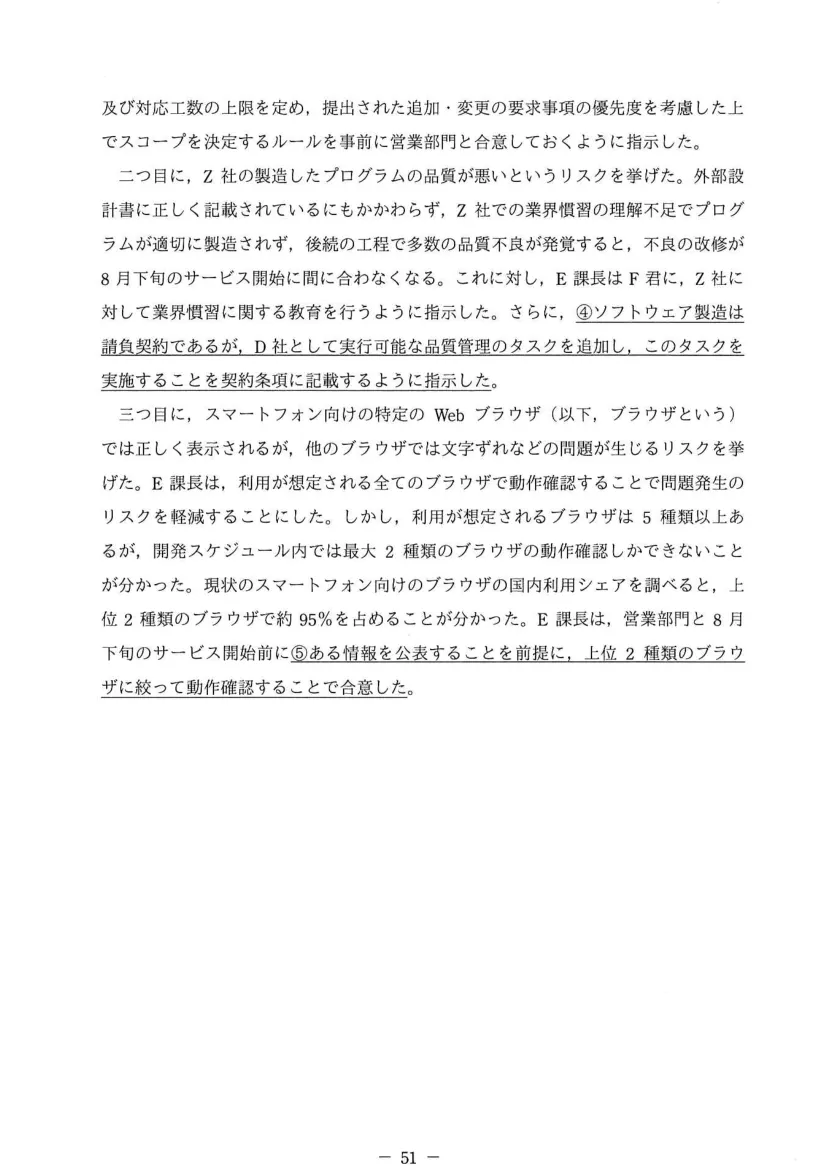 及び対応工数の上限を定め，提出された追加・変更の要求事項の優先度を考慮した上
でスコープを決定するルールを事前に営業部門と合意しておくように指示した。
二つ目に，Z 社の製造したプログラムの品質が悪いというリスクを挙げた。外部設
計書に正しく記載されているにもかかわらず，Z 社での業界慣習の理解不足でプログ
ラムが適切に製造されず，後続の工程で多数の品質不良が発覚すると，不良の改修が
8 月下旬のサービス開始に間に合わなくなる。これに対し，E 課長は F 君に，Z 社に
対して業界慣習に関する教育を行うように指示した。さらに，④ソフトウェア製造は
請負契約であるが，D 社として実行可能な品質管理のタスクを追加し，このタスクを
実施することを契約条項に記載するように指示した。
三つ目に，スマートフォン向けの特定の Web ブラウザ（以下，ブラウザという）
では正しく表示されるが，他のブラウザでは文字ずれなどの問題が生じるリスクを挙
げた。E 課長は，利用が想定される全てのブラウザで動作確認することで問題発生の
リスクを軽減することにした。しかし，利用が想定されるブラウザは 5 種類以上あ
るが，開発スケジュール内では最大 2 種類のブラウザの動作確認しかできないこと
が分かった。現状のスマートフォン向けのブラウザの国内利用シェアを調べると，上
位 2 種類のブラウザで約 95％を占めることが分かった。E 課長は，営業部門と 8 月
下旬のサービス開始前に⑤ある情報を公表することを前提に，上位 2 種類のブラウ
ザに絞って動作確認することで合意した。
－ 51 －